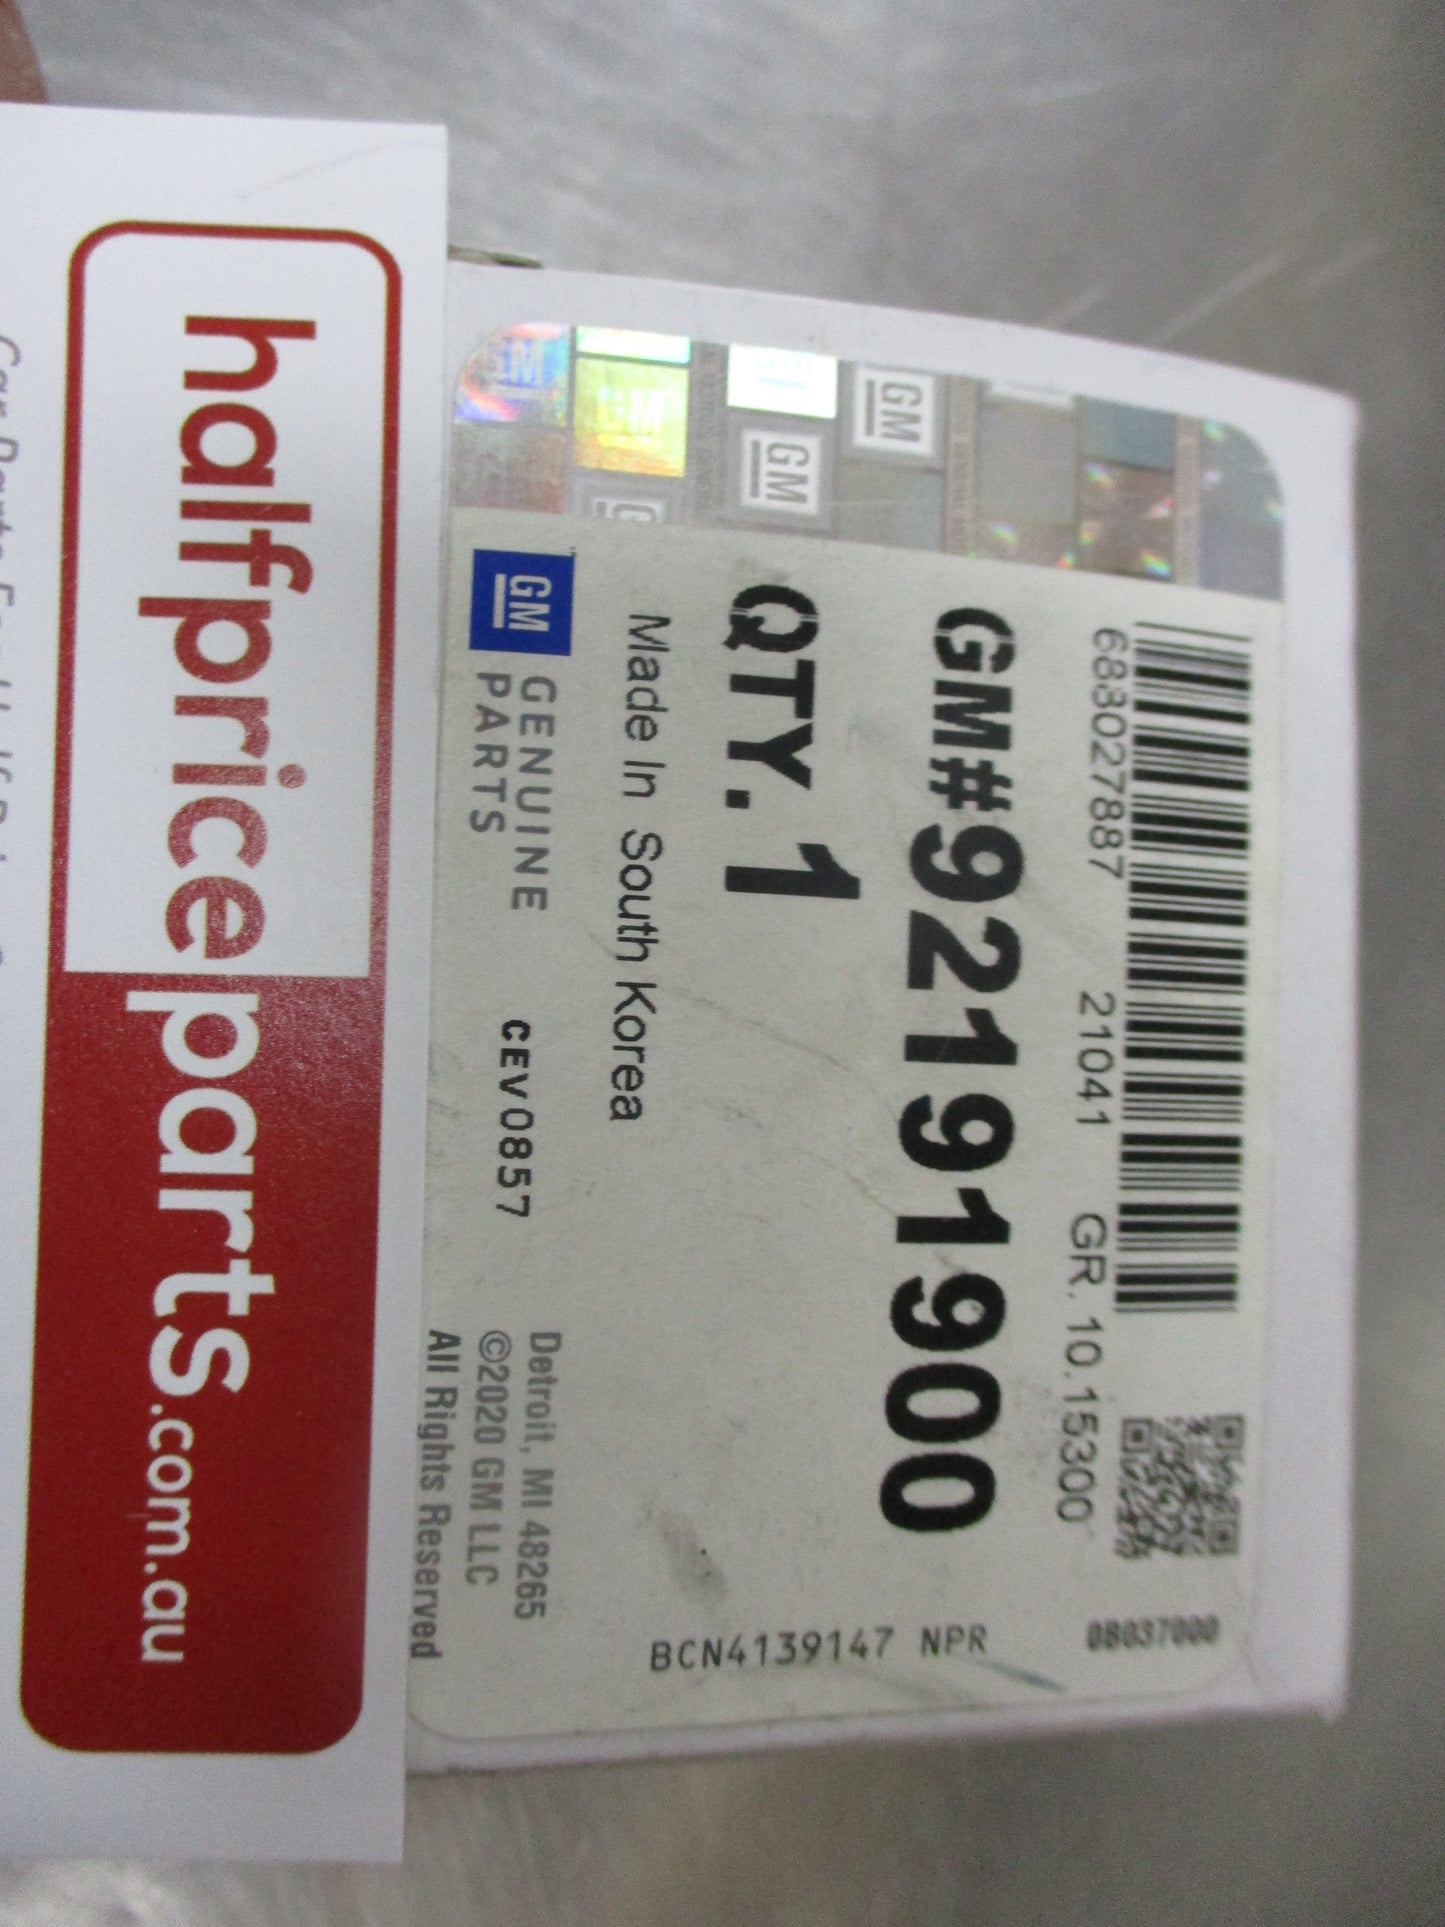 683027887 21041 GR. 10.15300
GM#92191900
QTY. 1
Made In South Korea
GM
GENUINE
PARTS
CEV0857
Detroit, MI 48265
©2020 GM LLC
All Rights Reserved
BCN4139147 NPR
0B037000
GM
GM
halfpriceparts.com.au